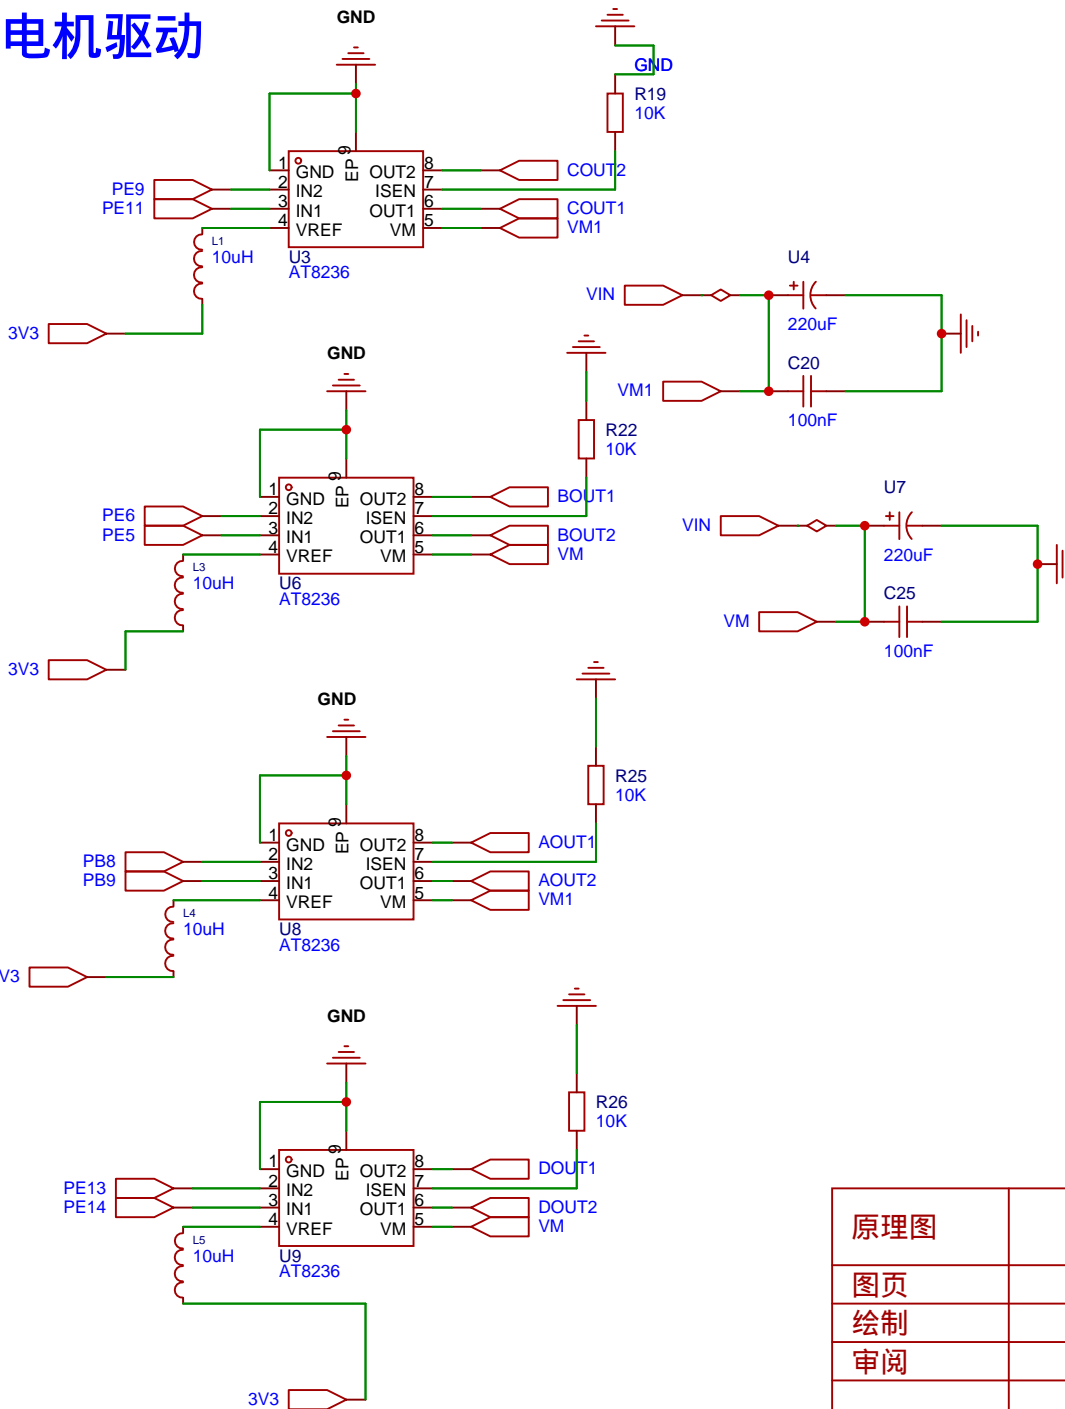 电机驱动
GND
GND
R19
10K
1
GND
2
IN2
3
IN1
4
VREF
EP
9
OUT2
8
ISEN
7
OUT1
6
VM
5
PE9
PE11
COUT2
COUT1
VM1
L1
10uH
U3
AT8236
3V3
U4
VIN
220uF
C20
VM1
100nF
GND
R22
10K
1
GND
2
IN2
3
IN1
4
VREF
EP
9
OUT2
8
ISEN
7
OUT1
6
VM
5
PE6
PE5
BOUT1
BOUT2
VM
L3
10uH
U6
AT8236
3V3
U7
VIN
220uF
C25
VM
100nF
GND
R25
10K
1
GND
2
IN2
3
IN1
4
VREF
EP
9
OUT2
8
ISEN
7
OUT1
6
VM
5
PB8
PB9
AOUT1
AOUT2
VM1
L4
10uH
U8
AT8236
V3
GND
R26
10K
1
GND
2
IN2
3
IN1
4
VREF
EP
9
OUT2
8
ISEN
7
OUT1
6
VM
5
PE13
PE14
DOUT1
DOUT2
VM
L5
10uH
U9
AT8236
3V3
原理图
图页
绘制
审阅